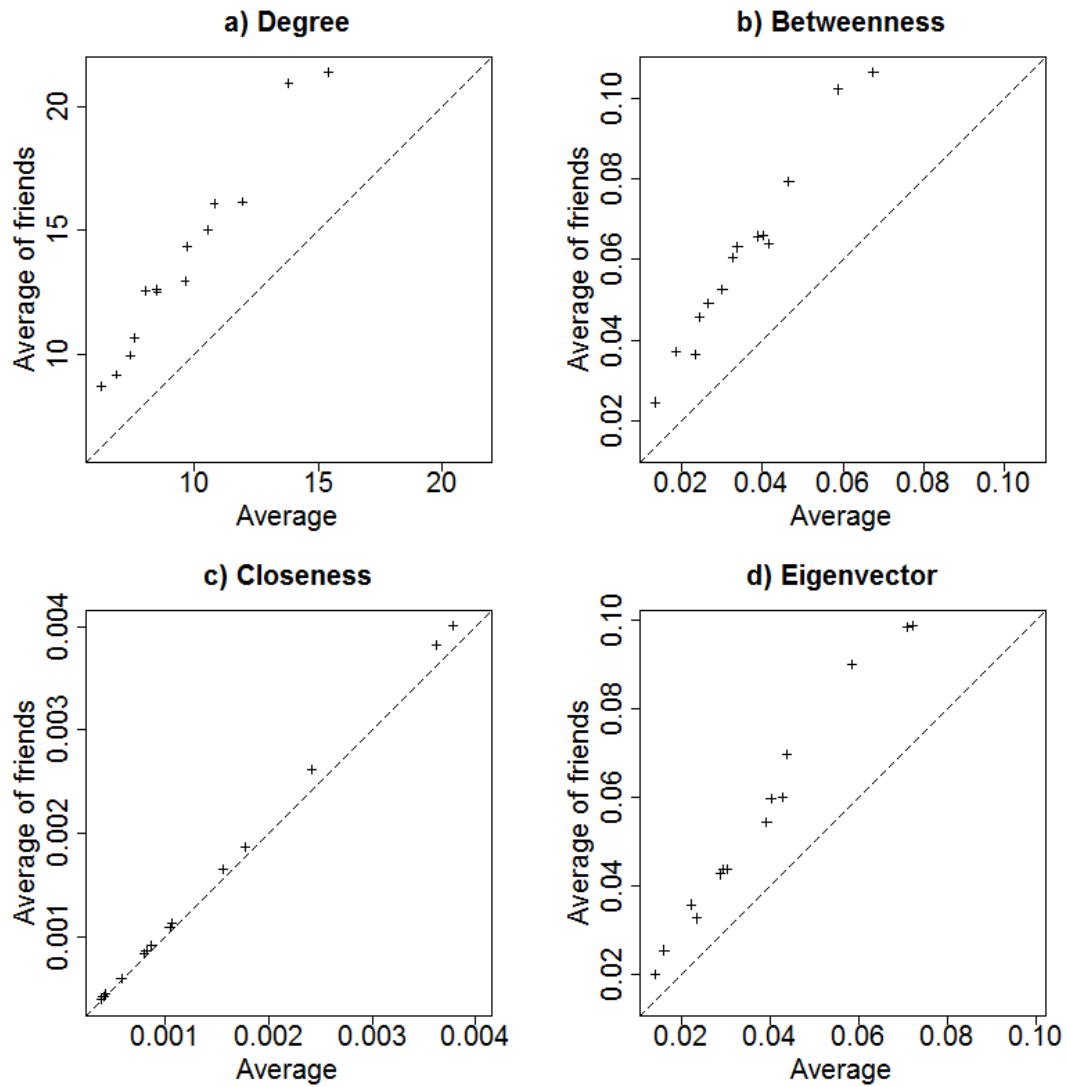 a) Degree
Average of friends
10 15 20
10 15 20
Average
b) Betweenness
Average of friends
0.02 0.04 0.06 0.08 0.10
0.02 0.04 0.06 0.08 0.10
Average
c) Closeness
Average of friends
0.001 0.002 0.003 0.004
0.001 0.002 0.003 0.004
Average
d) Eigenvector
Average of friends
0.02 0.04 0.06 0.08 0.10
0.02 0.04 0.06 0.08 0.10
Average